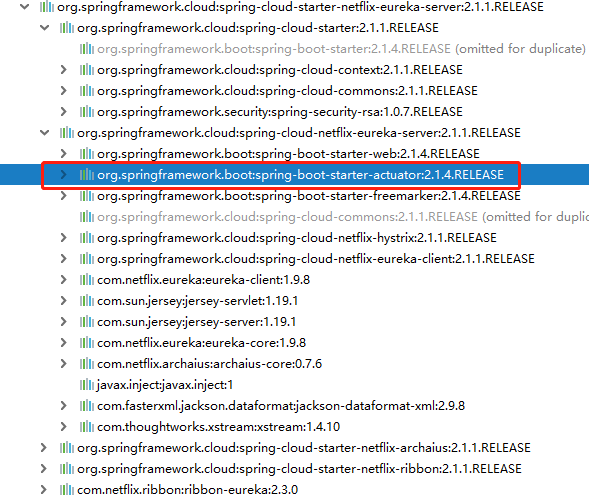 org.springframework.cloud:spring-cloud-starter-netflix-eureka-server:2.1.1.RELEASE
org.springframework.cloud:spring-cloud-starter:2.1.1.RELEASE
org.springframework.boot:spring-boot-starter:2.1.4.RELEASE (omitted for duplicate)
org.springframework.cloud:spring-cloud-context:2.1.1.RELEASE
org.springframework.cloud:spring-cloud-commons:2.1.1.RELEASE
org.springframework.security:spring-security-rsa:1.0.7.RELEASE
org.springframework.cloud:spring-cloud-netflix-eureka-server:2.1.1.RELEASE
org.springframework.boot:spring-boot-starter-web:2.1.4.RELEASE
org.springframework.boot:spring-boot-starter-actuator:2.1.4.RELEASE
org.springframework.boot:spring-boot-starter-freemarker:2.1.4.RELEASE
org.springframework.cloud:spring-cloud-commons:2.1.1.RELEASE (omitted for duplic
org.springframework.cloud:spring-cloud-netflix-hystrix:2.1.1.RELEASE
org.springframework.cloud:spring-cloud-netflix-eureka-client:2.1.1.RELEASE
com.netflix.eureka:eureka-client:1.9.8
com.sun.jersey:jersey-servlet:1.19.1
com.sun.jersey:jersey-server:1.19.1
com.netflix.eureka:eureka-core:1.9.8
com.netflix.archaius:archaius-core:0.7.6
javax.inject:javax.inject:1
com.fasterxml.jackson.dataformat:jackson-dataformat-xml:2.9.8
com.thoughtworks.xstream:xstream:1.4.10
org.springframework.cloud:spring-cloud-starter-netflix-archaius:2.1.1.RELEASE
org.springframework.cloud:spring-cloud-starter-netflix-ribbon:2.1.1.RELEASE
com.netflix.ribbon:ribbon-eureka:2.3.0